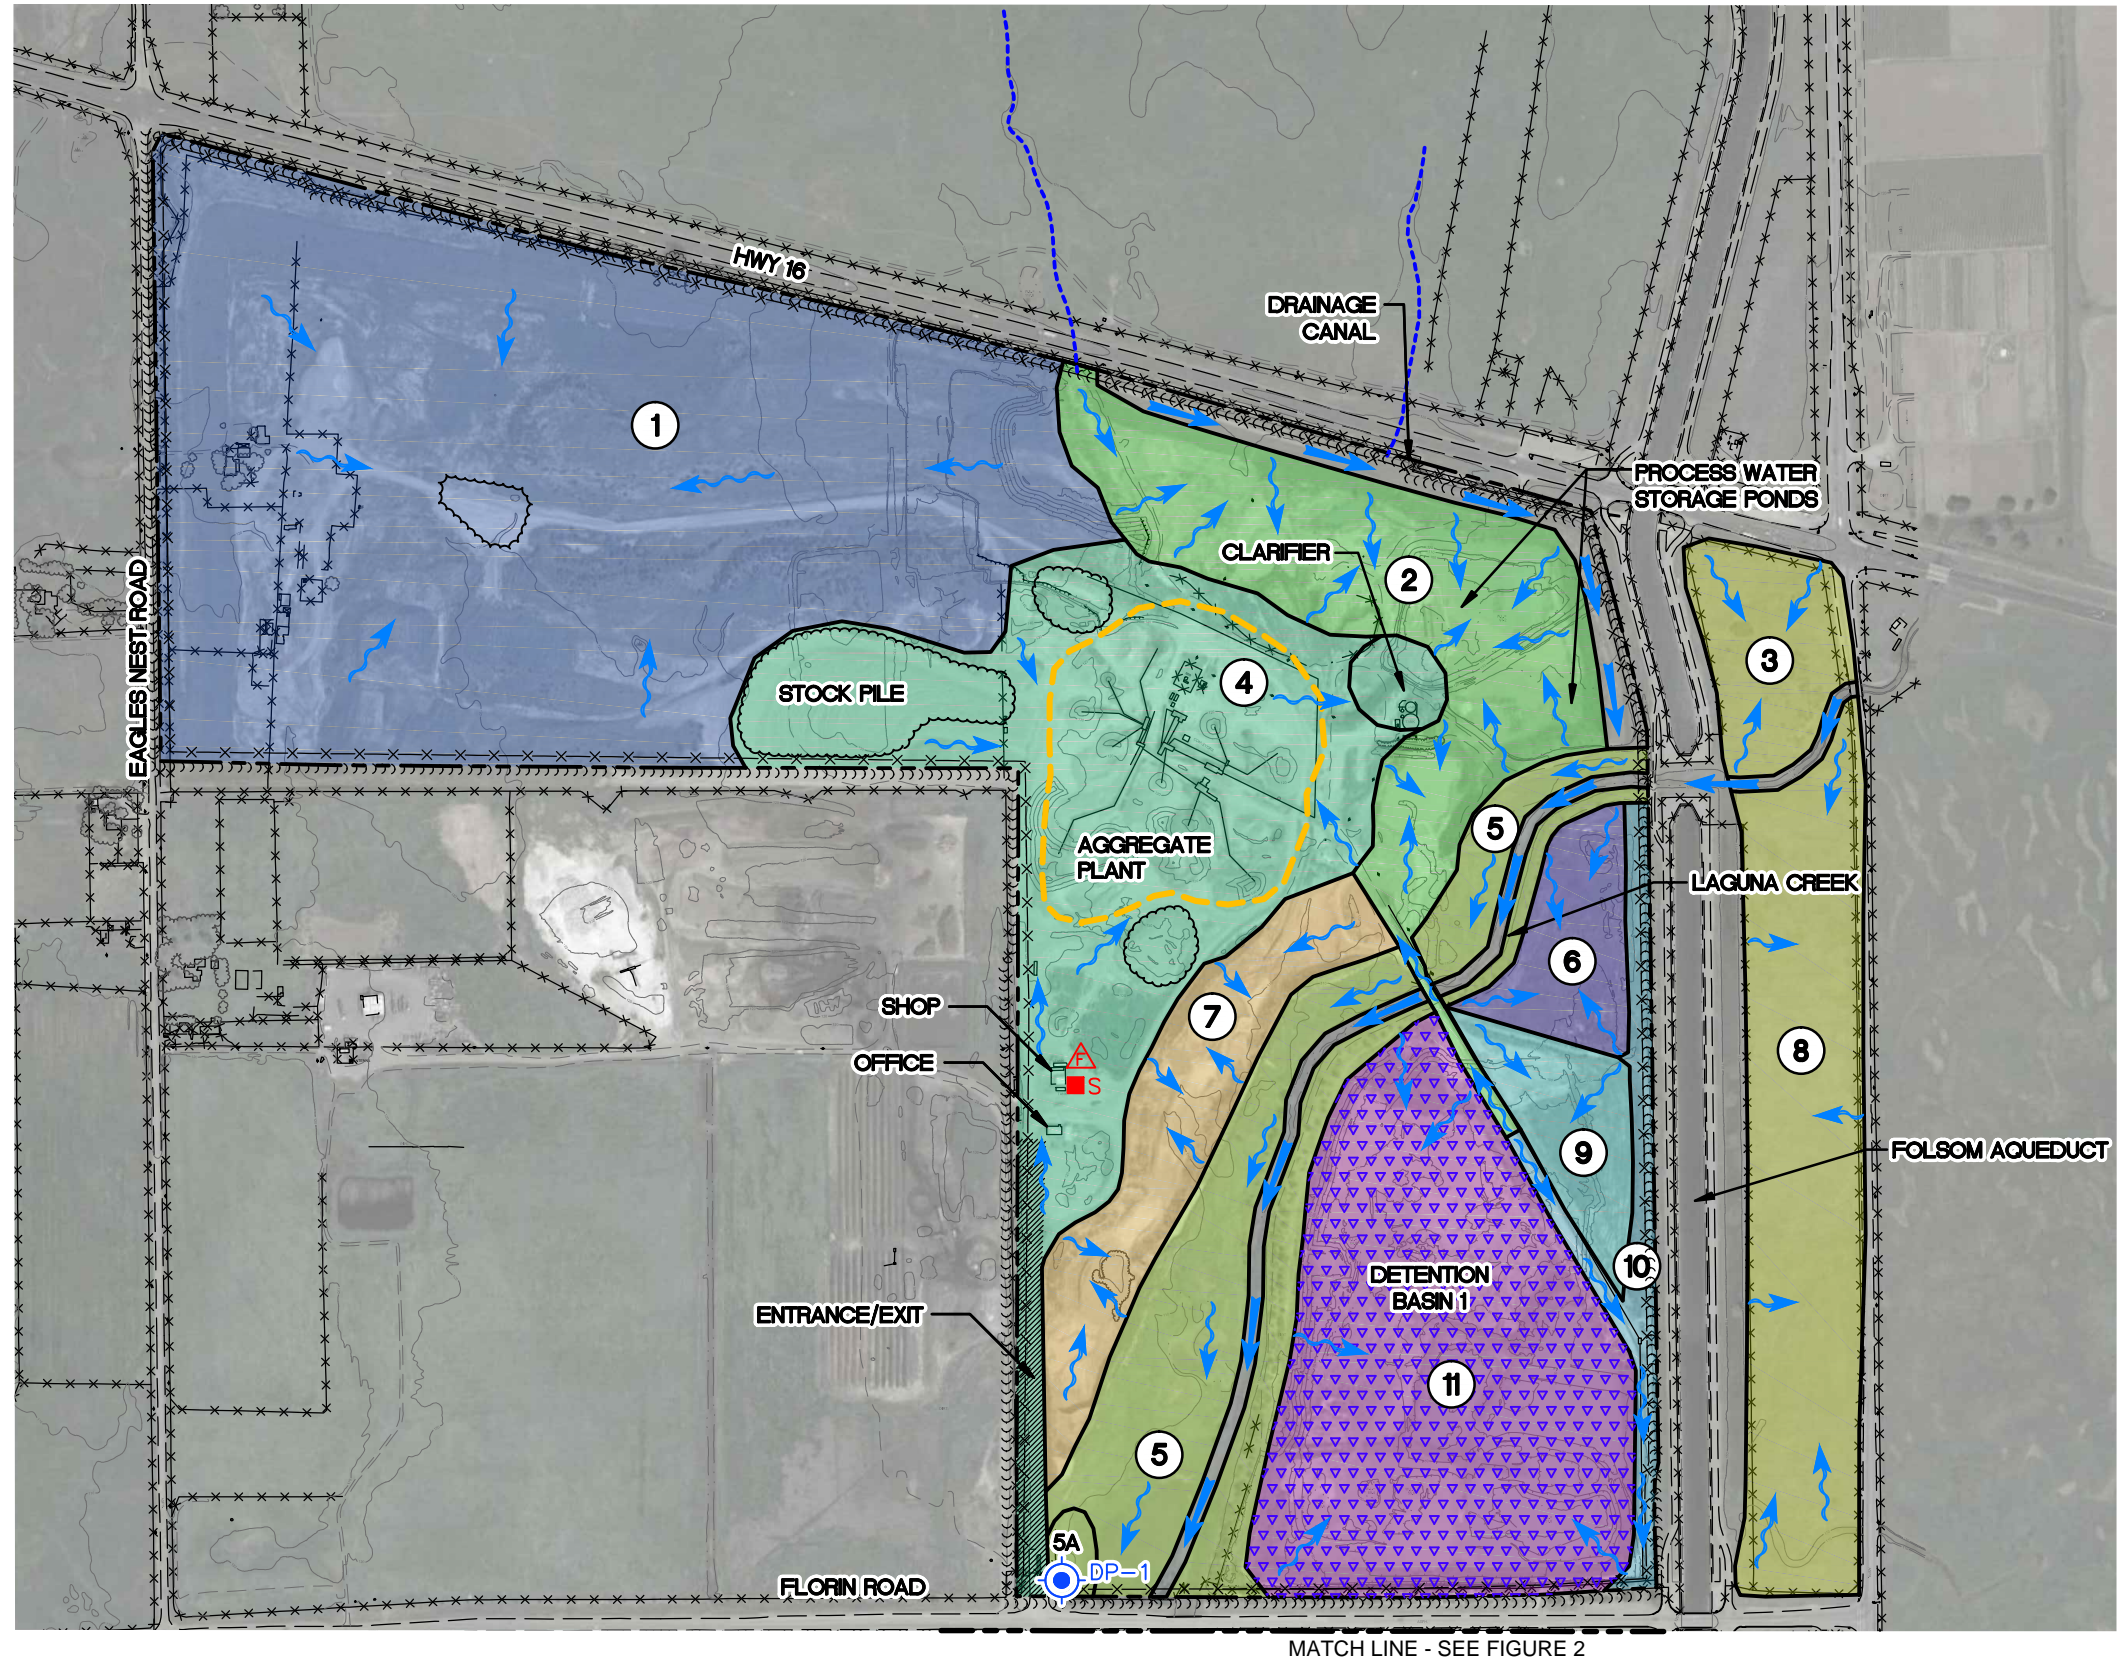 HWY 16
DRAINAGE
CANAL
1
PROCESS WATER
STORAGE PONDS
CLARIFIER
2
EAGLES NEST ROAD
3
4
STOCK PILE
5
AGGREGATE
PLANT
LAGUNA CREEK
6
SHOP
7
8
F
OFFICE
S
9
FOLSOM AQUEDUCT
10
DETENTION
BASIN 1
ENTRANCE/EXIT
11
5
5A
DP-1
FLORIN ROAD
MATCH LINE - SEE FIGURE 2